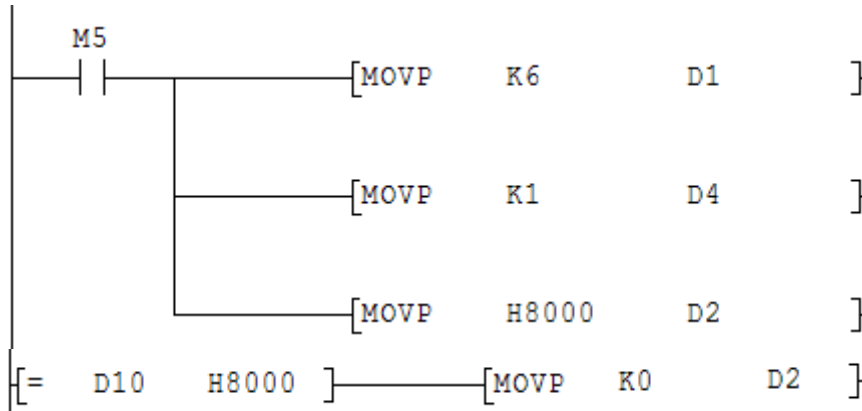 M5
[MOVP K6 D1 ]
[MOVP K1 D4 ]
[MOVP H8000 D2 ]
[= D10 H8000 ] [MOVP K0 D2 ]